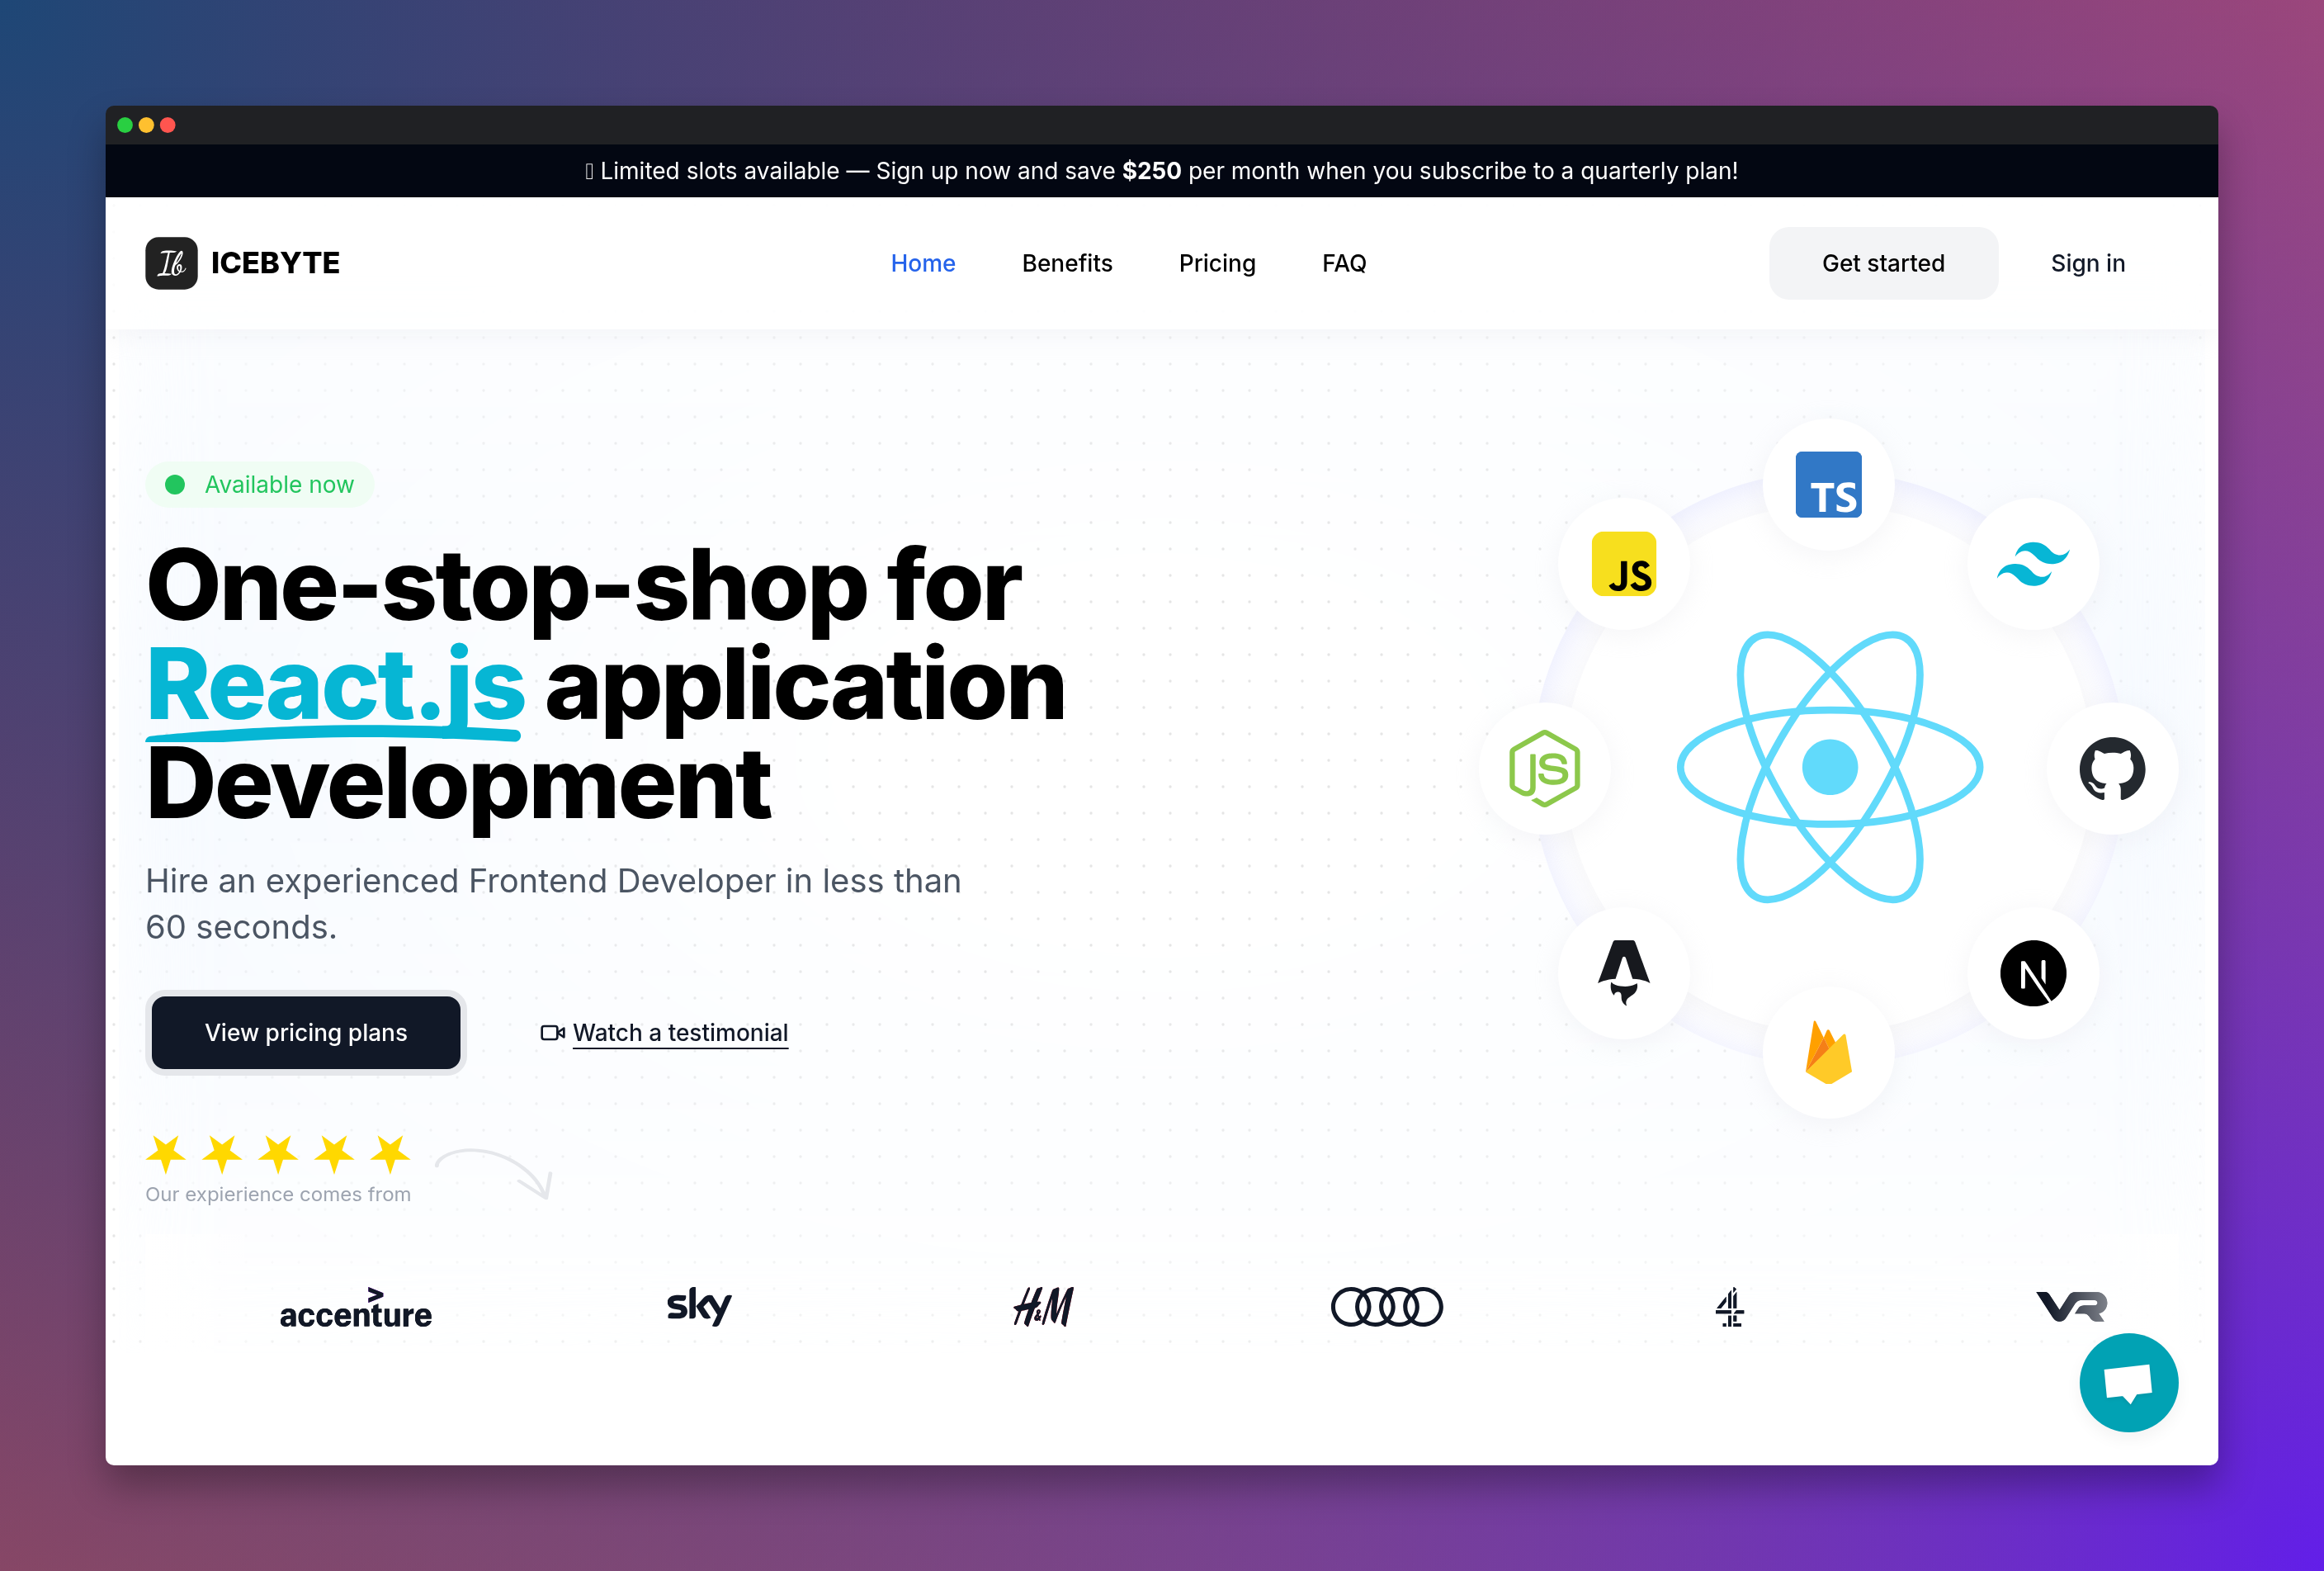 Limited slots available — Sign up now and save $250 per month when you subscribe to a quarterly plan!
Ib ICEBYTE
Home Benefits Pricing FAQ
Get started Sign in
Available now
One-stop-shop for
React.js application
Development
Hire an experienced Frontend Developer in less than
60 seconds.
View pricing plans Watch a testimonial
Our expierience comes from
TS
JS
JS
N
accenture sky H&M 4 VR